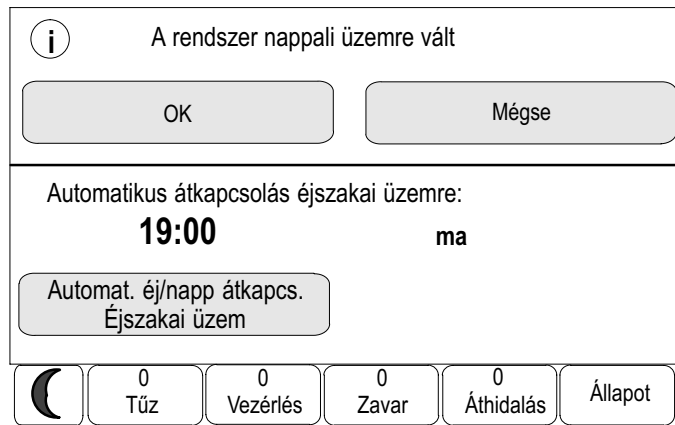 i A rendszer nappali üzemre vált
OK Mégse
Automatikus átkapcsolás éjszakai üzemre:
19:00 ma
Automat. éj/napp átkapcs.
Éjszakai üzem
0 0 0 0
Tűz Vezérlés Zavar Áthidalás Állapot